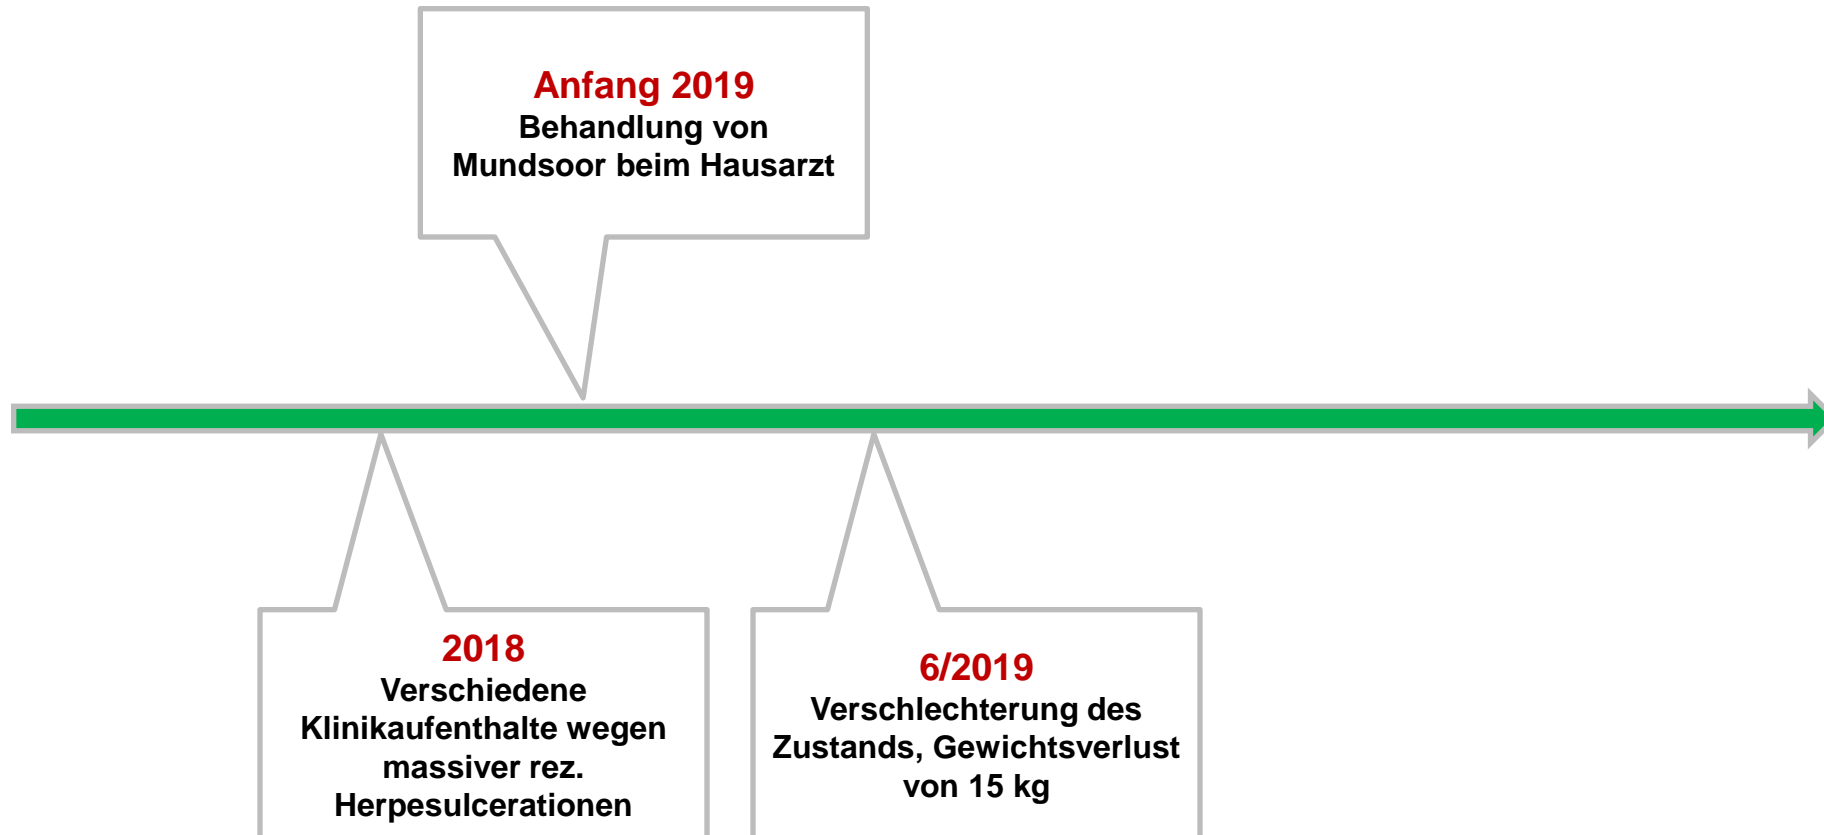 Anfang 2019
Behandlung von
Mundsoor beim Hausarzt
2018
Verschiedene
Klinikaufenthalte wegen
massiver rez.
Herpesulcerationen
6/2019
Verschlechterung des
Zustands, Gewichtsverlust
von 15 kg